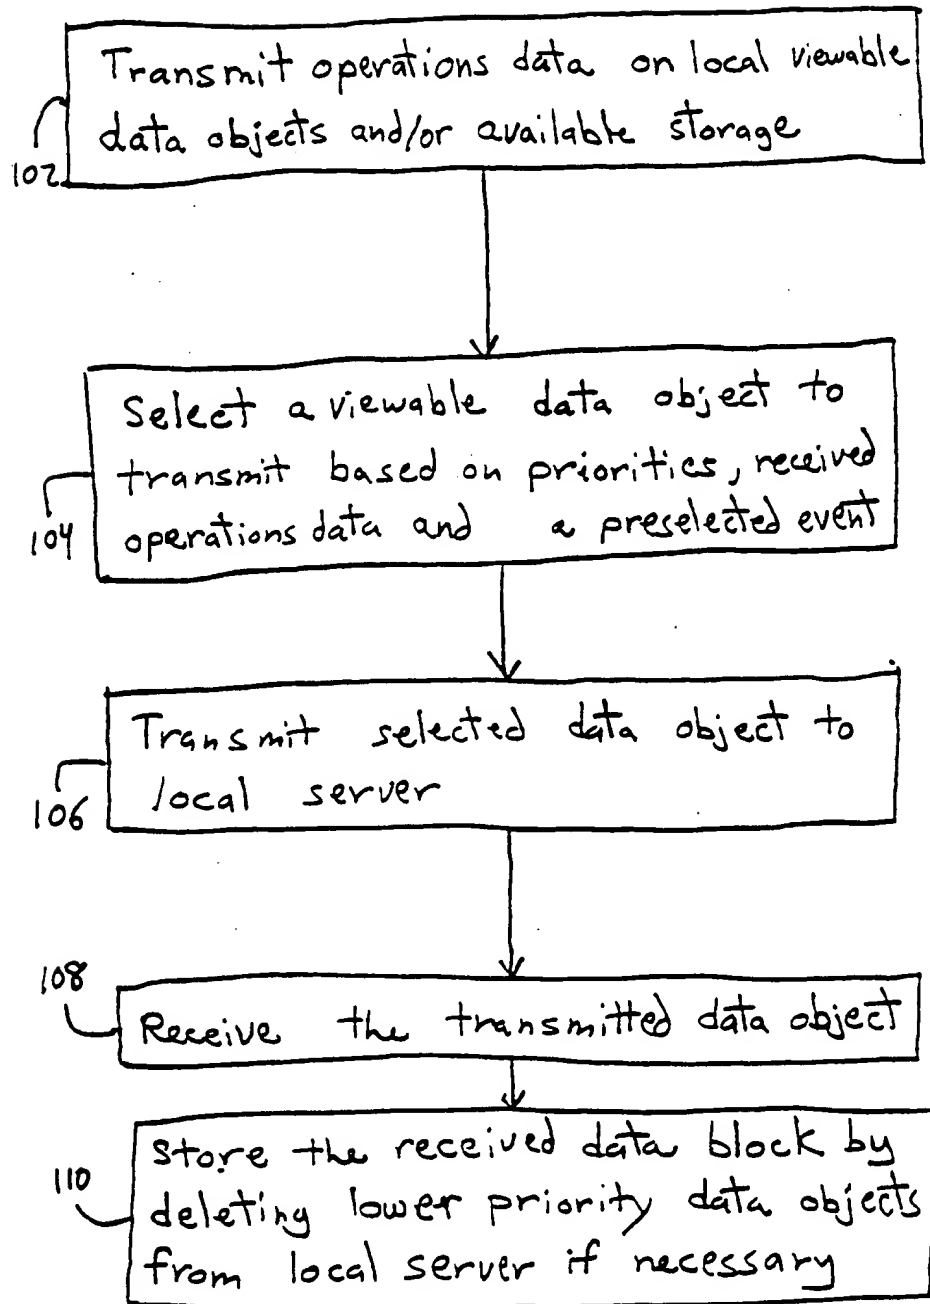 Transmit operations data on local viewable
data objects and/or available storage
102
Select a viewable data object to
transmit based on priorities, received
operations data and a preselected event
104
Transmit selected data object to
local server
106
108
Receive the transmitted data object
110
Store the received data block by
deleting lower priority data objects
from local server if necessary